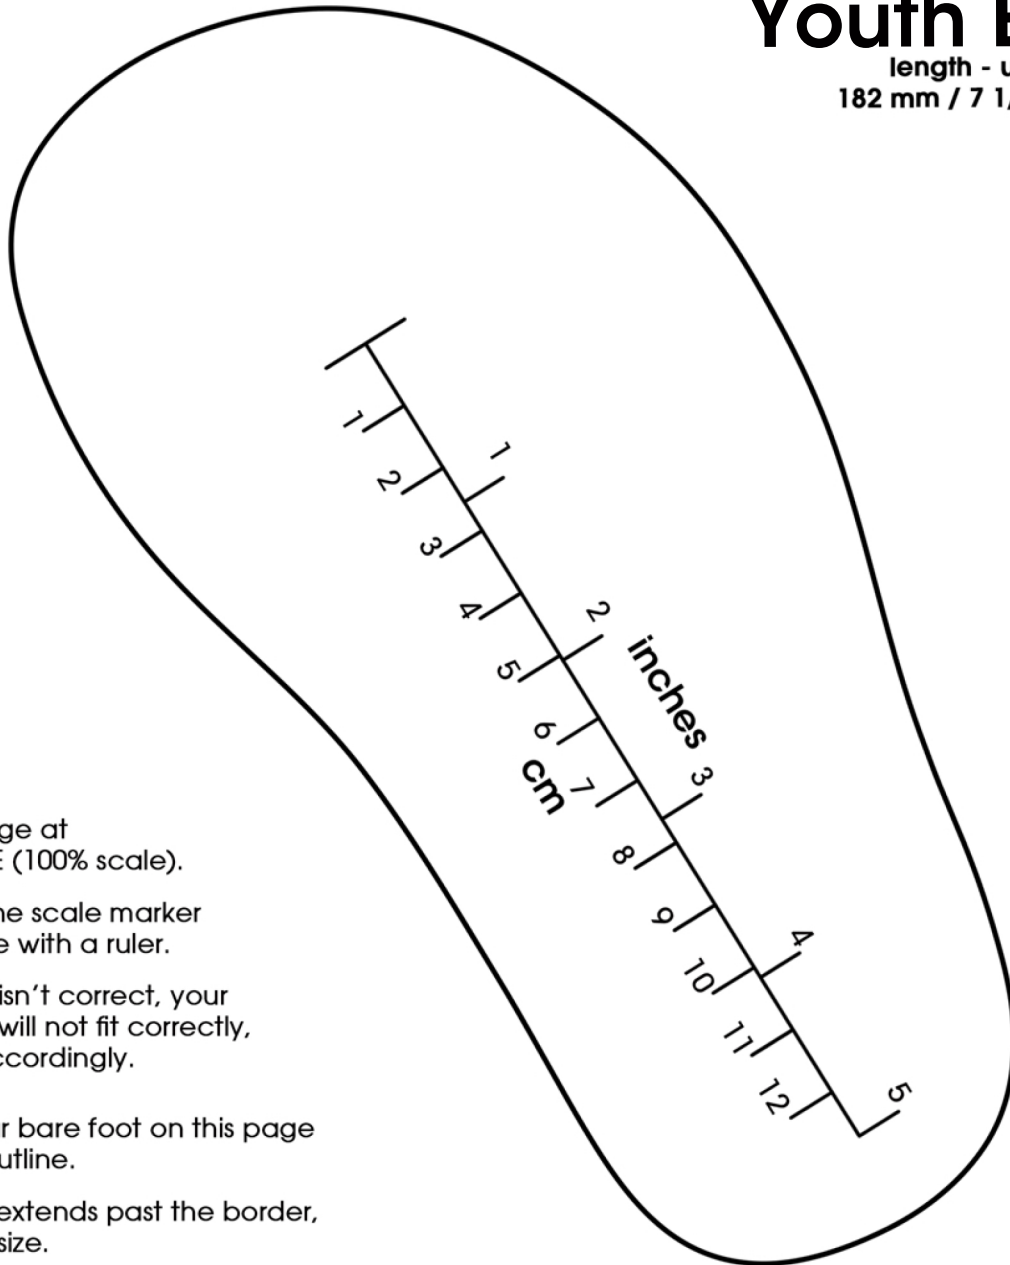 Youth
length -
182 mm / 7 1/
1
2
3
4
5
6
7
8
9
10
11
12
cm
1
2
3
4
5
inches
ge at
(100% scale).
ne scale marker
e with a ruler.
isn't correct, your
will not fit correctly,
ccordingly.
r bare foot on this page
utline.
extends past the border,
size.